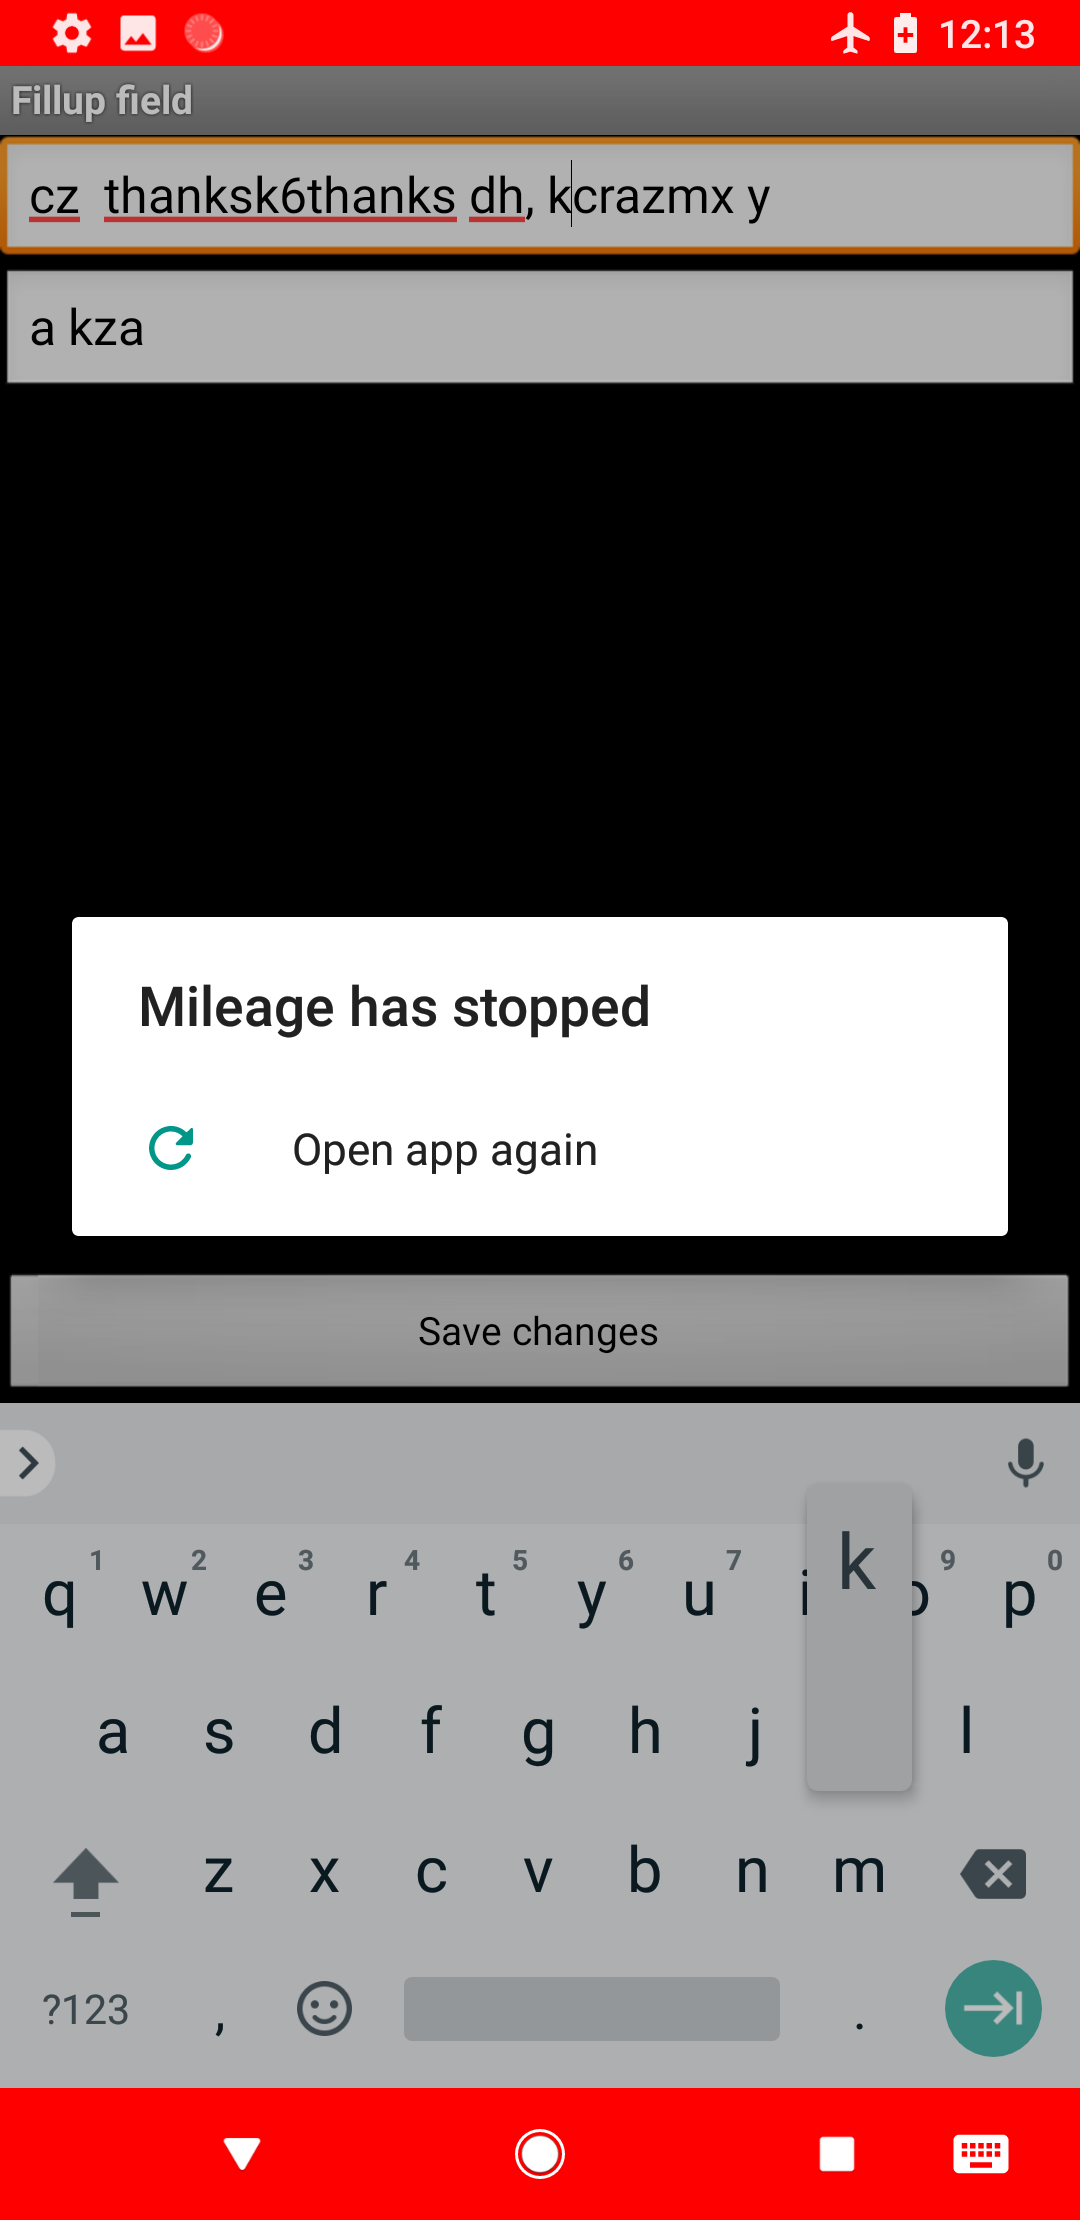 12:13
Fillup field
cz  thanksk6thanks dh, kcrazmx y
a kza
Mileage has stopped
Open app again
Save changes
1 2 3 4 5 6 7 9 0
q w e r t y u i k o p
a s d f g h j l
z x c v b n m
?123 , .